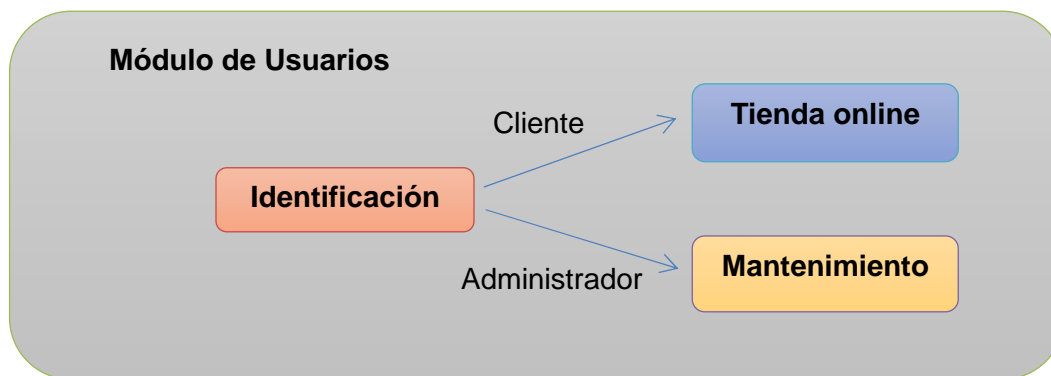 Módulo de Usuarios
Cliente
Tienda online
Identificación
Administrador
Mantenimiento